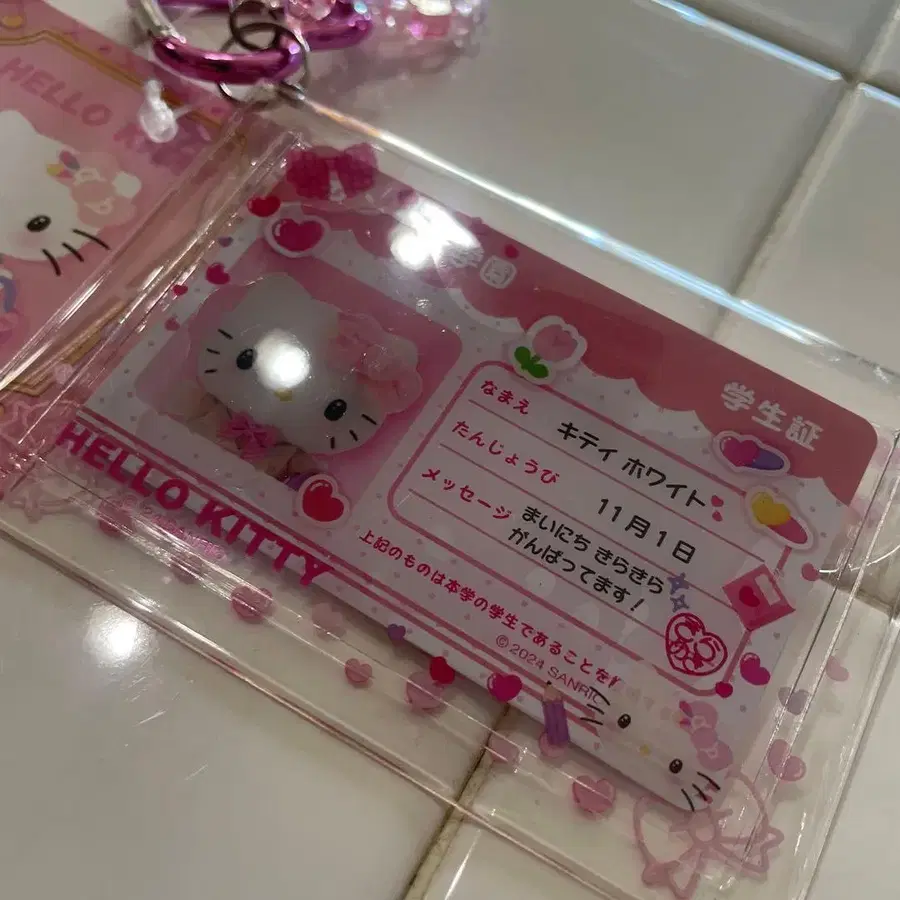 HELLO KITTY
学園
学生証
なまえ キティ ホワイト
たんじょうび 11月1日
メッセージ まいにち きらきら
がんばってます!
HELLO KITTY
上記のものは本学の学生であることを
© 2024 SANRIO